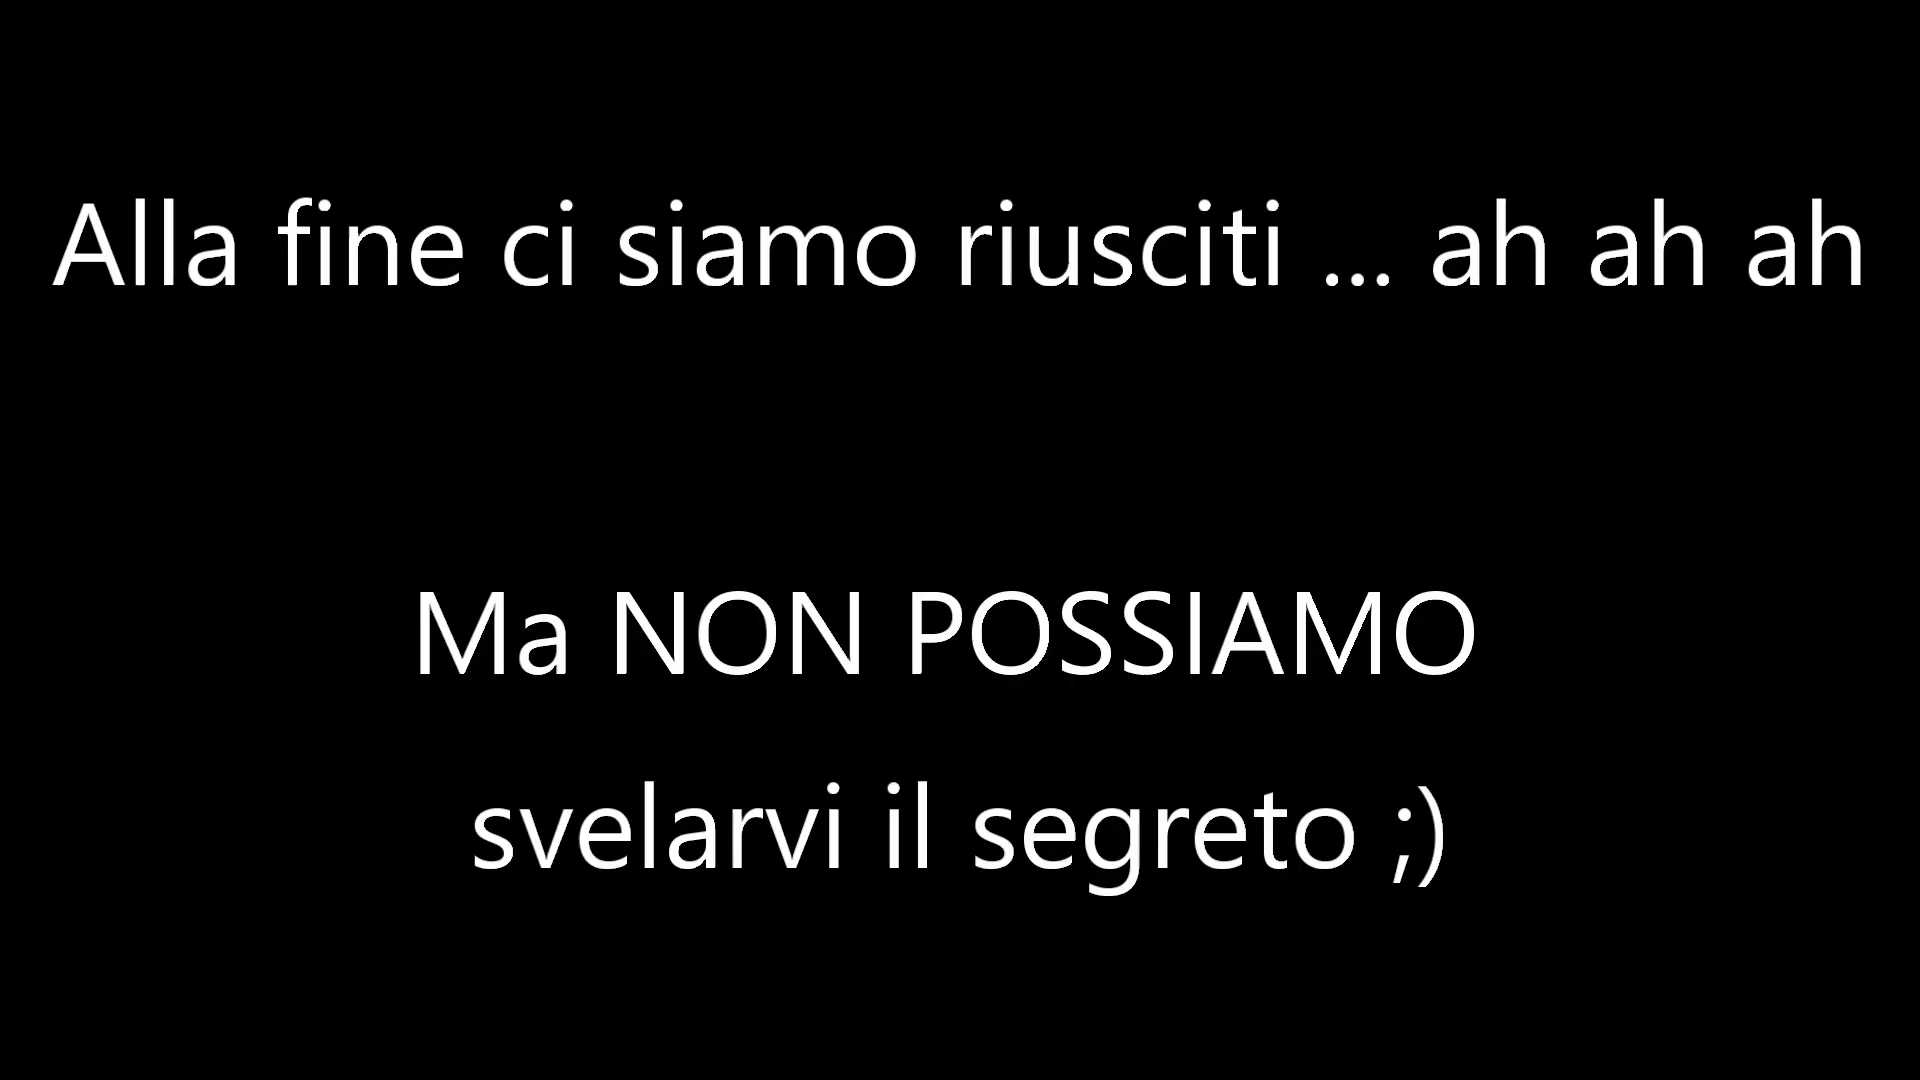 Alla fine ci siamo riusciti ... ah ah ah
Ma NON POSSIAMO
svelarvi il segreto ;)